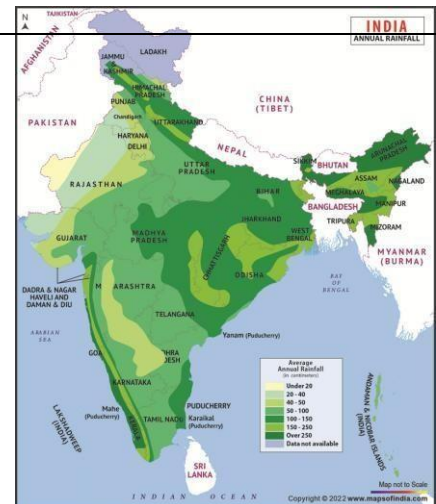 TAJIKISTAN
N
INDIA
ANNUAL RAINFALL
AFGHANISTAN
LADAKH
JAMMU
KASHMIR
HIMACHAL
PRADESH
PUNJAB
Chandigarh
UTTARAKHAND
CHINA
(TIBET)
PAKISTAN
HARYANA
DELHI
NEPAL
ARUNACHAL
PRADESH
SIKKIM
BHUTAN
UTTAR
PRADESH
RAJASTHAN
ASSAM
NAGALAND
MEGHALAYA
BIHAR
MANIPUR
BANGLADESH
TRIPURA
MIZORAM
JHARKHAND
WEST
BENGAL
GUJARAT
MADHYA
PRADESH
CHHATTISGARH
MYANMAR
(BURMA)
ODISHA
DADRA & NAGAR
HAVELI AND
DAMAN & DIU
M ARASHTRA
BAY
OF
BENGAL
ARABIAN
SEA
TELANGANA
Yanam (Puducherry)
GOA
DHRA
DESH
Average
Annual Rainfall
(in centimeters)
Under 20
20 - 40
40 - 50
50 - 100
100 - 150
150 - 250
Over 250
Data not available
KARNATAKA
ANDAMAN & NICOBAR ISLANDS
(INDIA)
LAKSHADWEEP
(INDIA)
Mahe
(Puducherry)
PUDUCHERRY
Karaikal
(Puducherry)
TAMIL NADU
KERALA
SRI
LANKA
Map not to Scale
INDIAN OCEAN
Copyright © 2022 www.mapsofindia.com